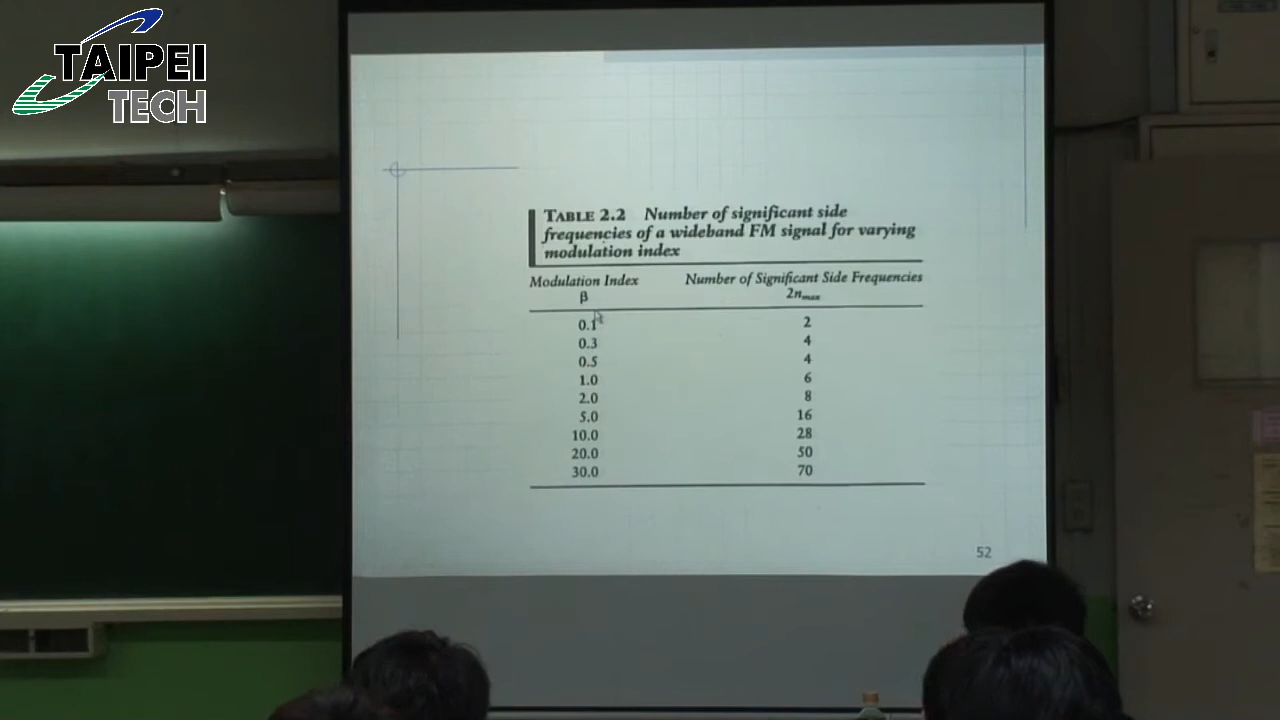 TAIPEI
TECH
TABLE 2.2 Number of significant side
frequencies of a wideband FM signal for varying
modulation index
Modulation Index Number of Significant Side Frequencies
β 2nmax
0.1 2
0.3 4
0.5 4
1.0 6
2.0 8
5.0 16
10.0 28
20.0 50
30.0 70
52